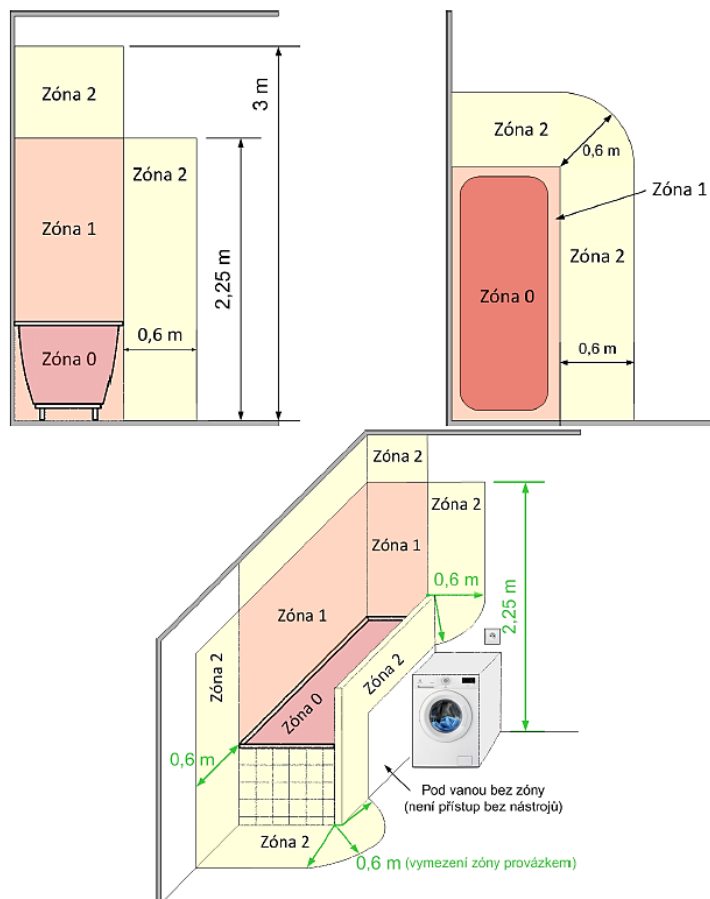 Zóna 2
3 m
Zóna 2
2,25 m
Zóna 1
0,6 m
Zóna 0
Zóna 2
0,6 m
Zóna 1
Zóna 2
Zóna 0
0,6 m
Zóna 2
Zóna 2
Zóna 1
0,6 m
2,25 m
Zóna 1
Zóna 2
Zóna 2
Zóna 0
0,6 m
Pod vanou bez zóny
(není přístup bez nástrojů)
Zóna 2
0,6 m (vymezení zóny provázkem)